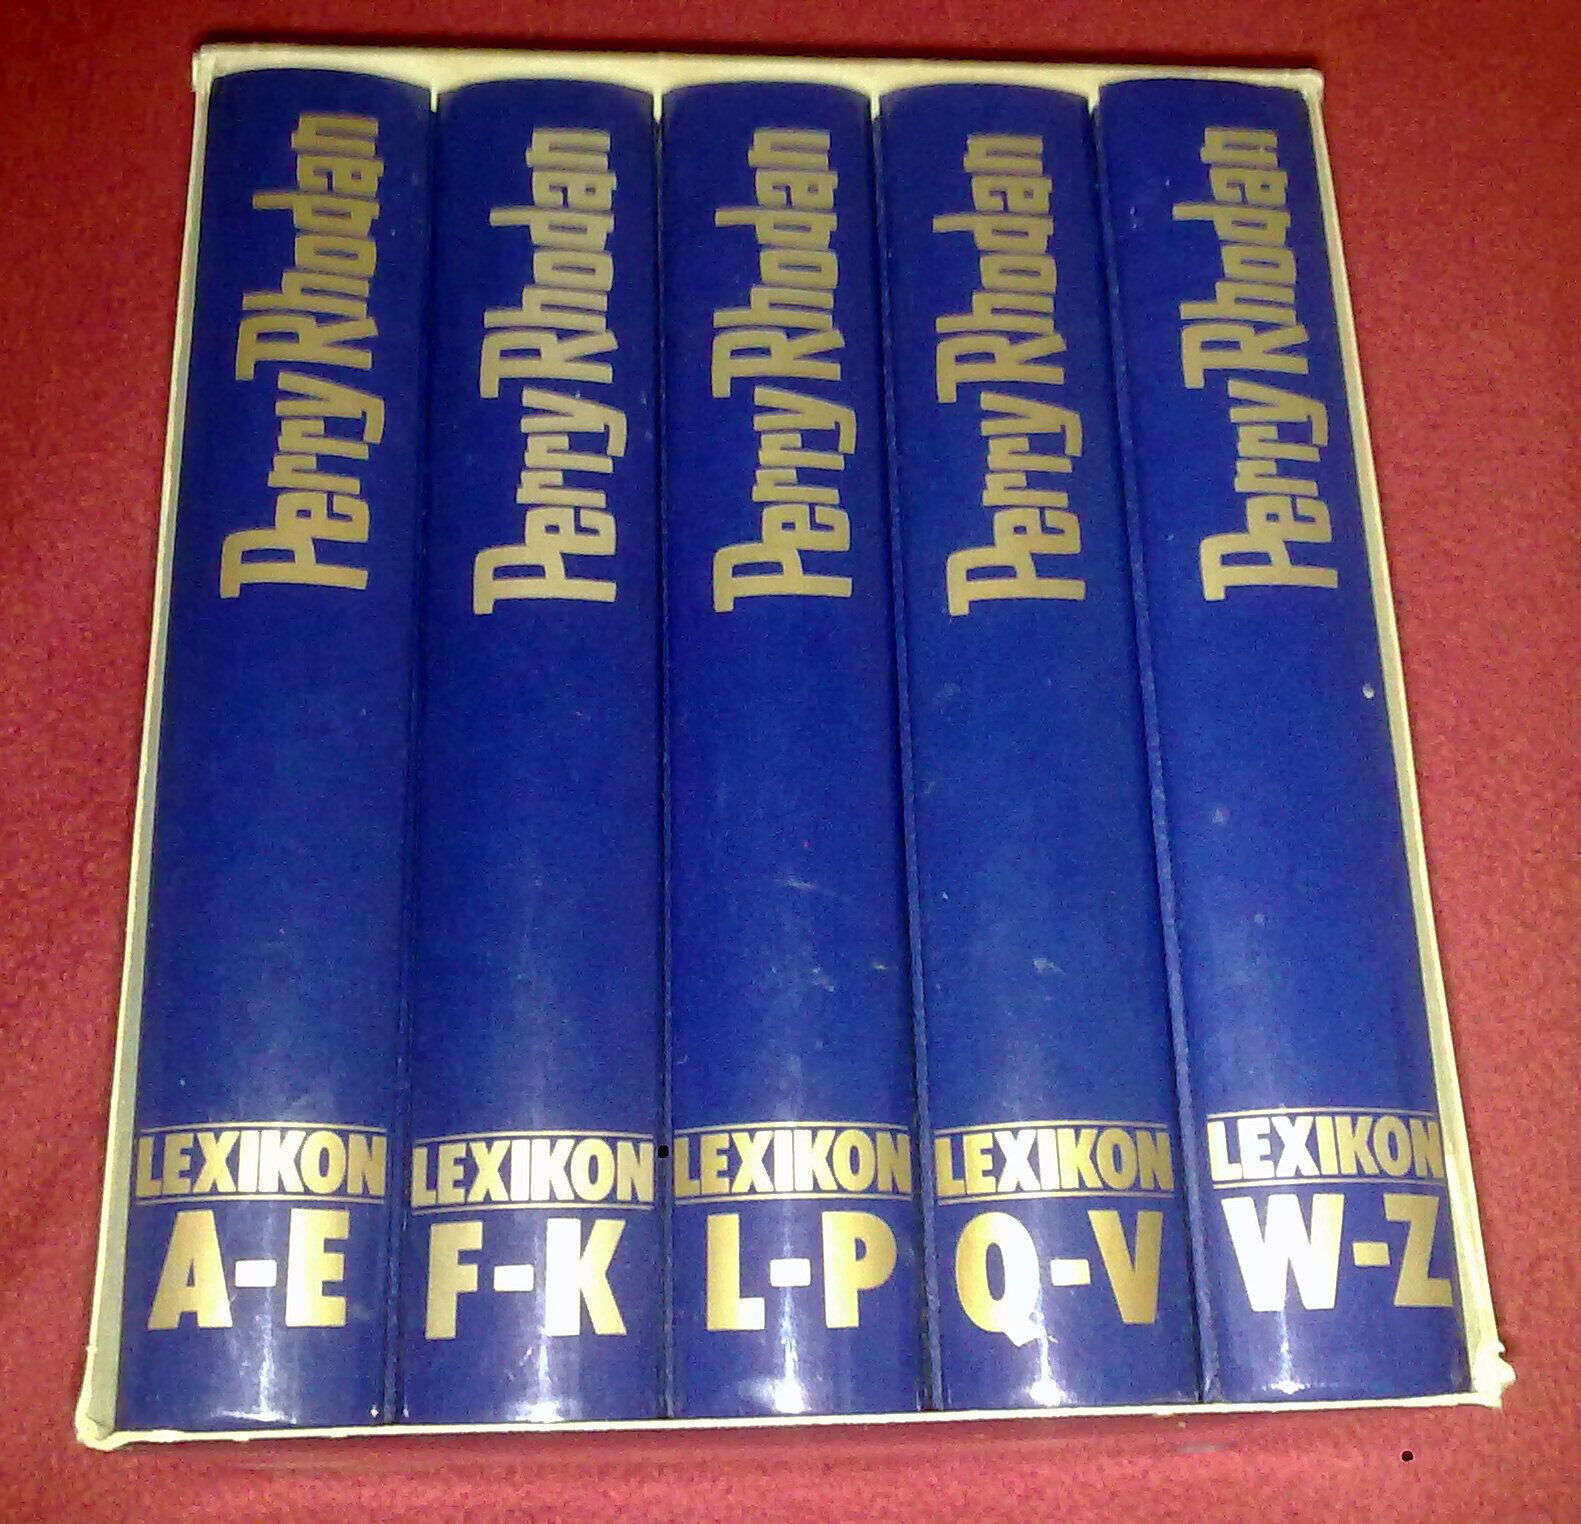 Perry Rhodan
LEXIKON
A-E
Perry Rhodan
LEXIKON
F-K
Perry Rhodan
LEXIKON
L-P
Perry Rhodan
LEXIKON
Q-V
Perry Rhodan
LEXIKON
W-Z